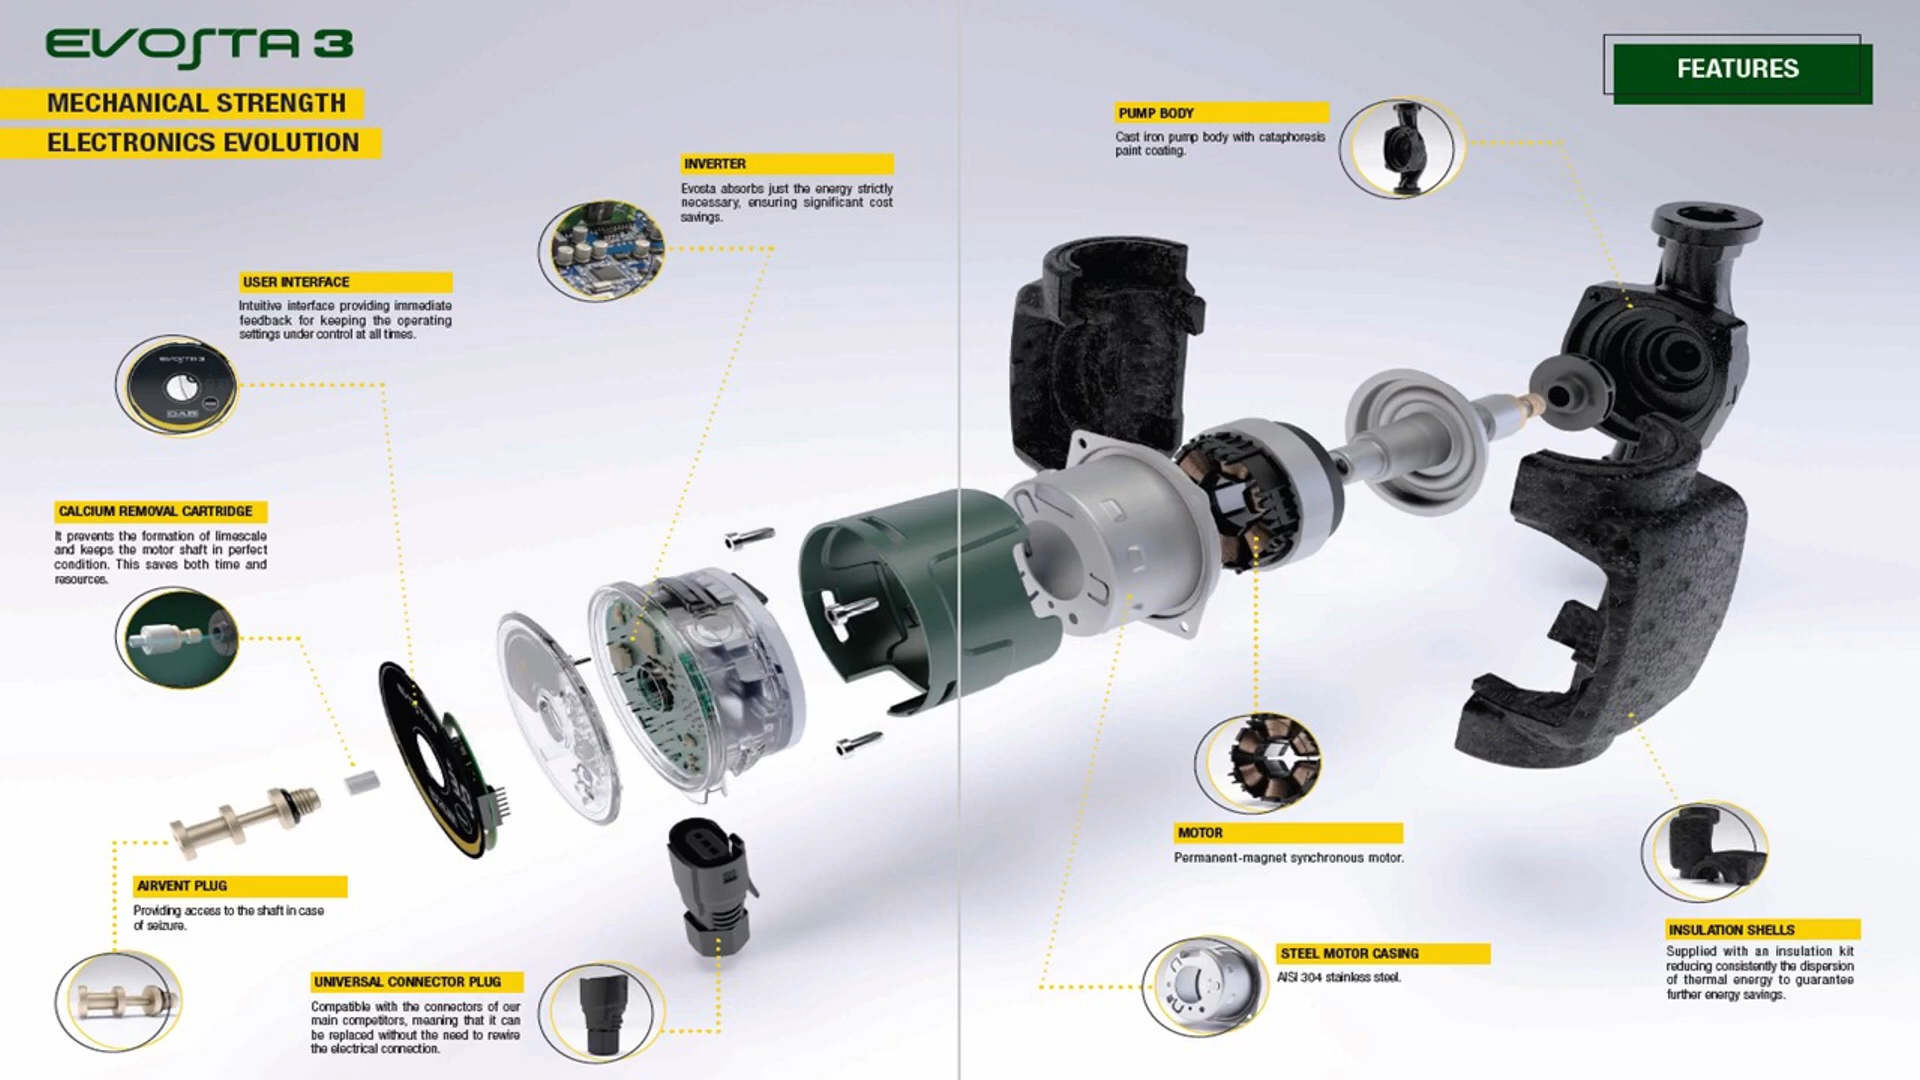 EVOSTA 3
MECHANICAL STRENGTH
ELECTRONICS EVOLUTION
FEATURES
PUMP BODY
Cast iron pump body with cataphoresis
paint coating.
INVERTER
Evosta absorbs just the energy strictly
necessary, ensuring significant cost
savings.
USER INTERFACE
Intuitive interface providing immediate
feedback for keeping the operating
settings under control at all times.
EVOSTA 3
DAB
CALCIUM REMOVAL CARTRIDGE
It prevents the formation of limescale
and keeps the motor shaft in perfect
condition. This saves both time and
resources.
AIRVENT PLUG
Providing access to the shaft in case
of seizure.
UNIVERSAL CONNECTOR PLUG
Compatible with the connectors of our
main competitors, meaning that it can
be replaced without the need to rewire
the electrical connection.
MOTOR
Permanent-magnet synchronous motor.
STEEL MOTOR CASING
AISI 304 stainless steel.
INSULATION SHELLS
Supplied with an insulation kit
reducing consistently the dispersion
of thermal energy to guarantee
further energy savings.